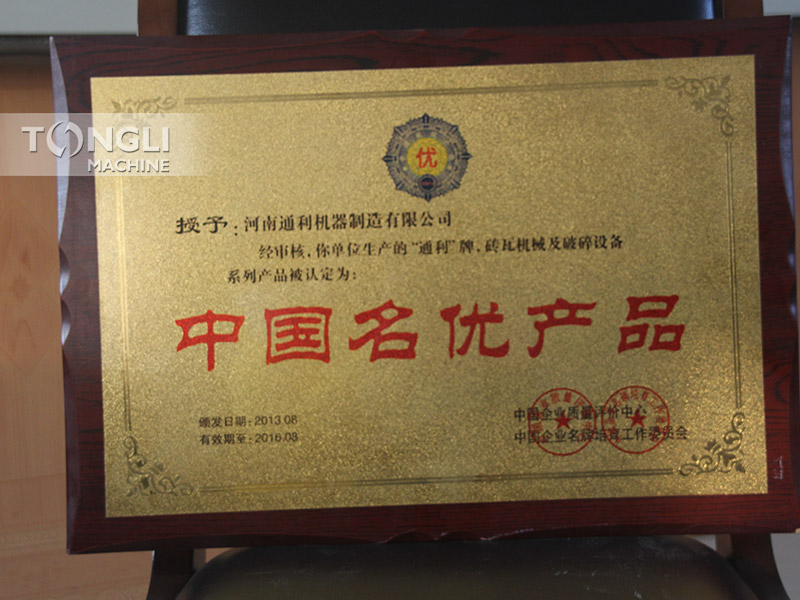 TONGLI
MACHINE
优
授予：河南通利机器制造有限公司
经审核，你单位生产的“通利”牌，砖瓦机械及破碎设备
系列产品被认定为：
中国名优产品
颁发日期：2013.08
有效期至：2016.08
中国企业质量评价中心
中国企业名牌培育工作委员会